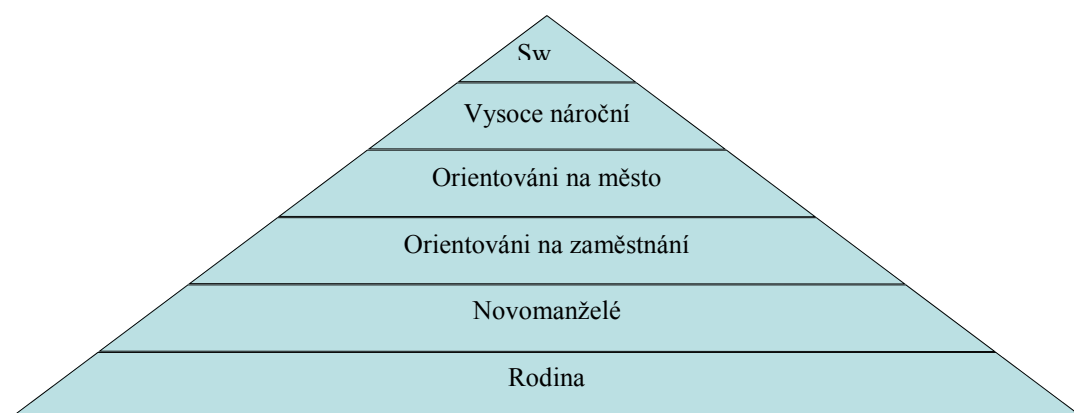 Sw
Vysoce nároční
Orientováni na město
Orientováni na zaměstnání
Novomanželé
Rodina